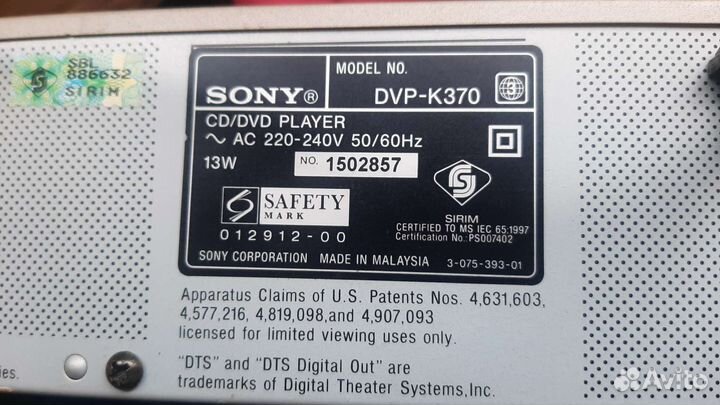 SBL
886632
SIRIM
MODEL NO.
SONY® DVP-K370 3
CD/DVD PLAYER
~ AC 220-240V 50/60Hz
13W NO. 1502857
SAFETY
MARK
012912-00
SIRIM
CERTIFIED TO MS IEC 65:1997
Certification No.:PS007402
SONY CORPORATION MADE IN MALAYSIA 3-075-393-01
Apparatus Claims of U.S. Patents Nos. 4,631,603,
4,577,216, 4,819,098,and 4,907,093
licensed for limited viewing uses only.
"DTS" and "DTS Digital Out" are
trademarks of Digital Theater Systems,Inc.
Avito